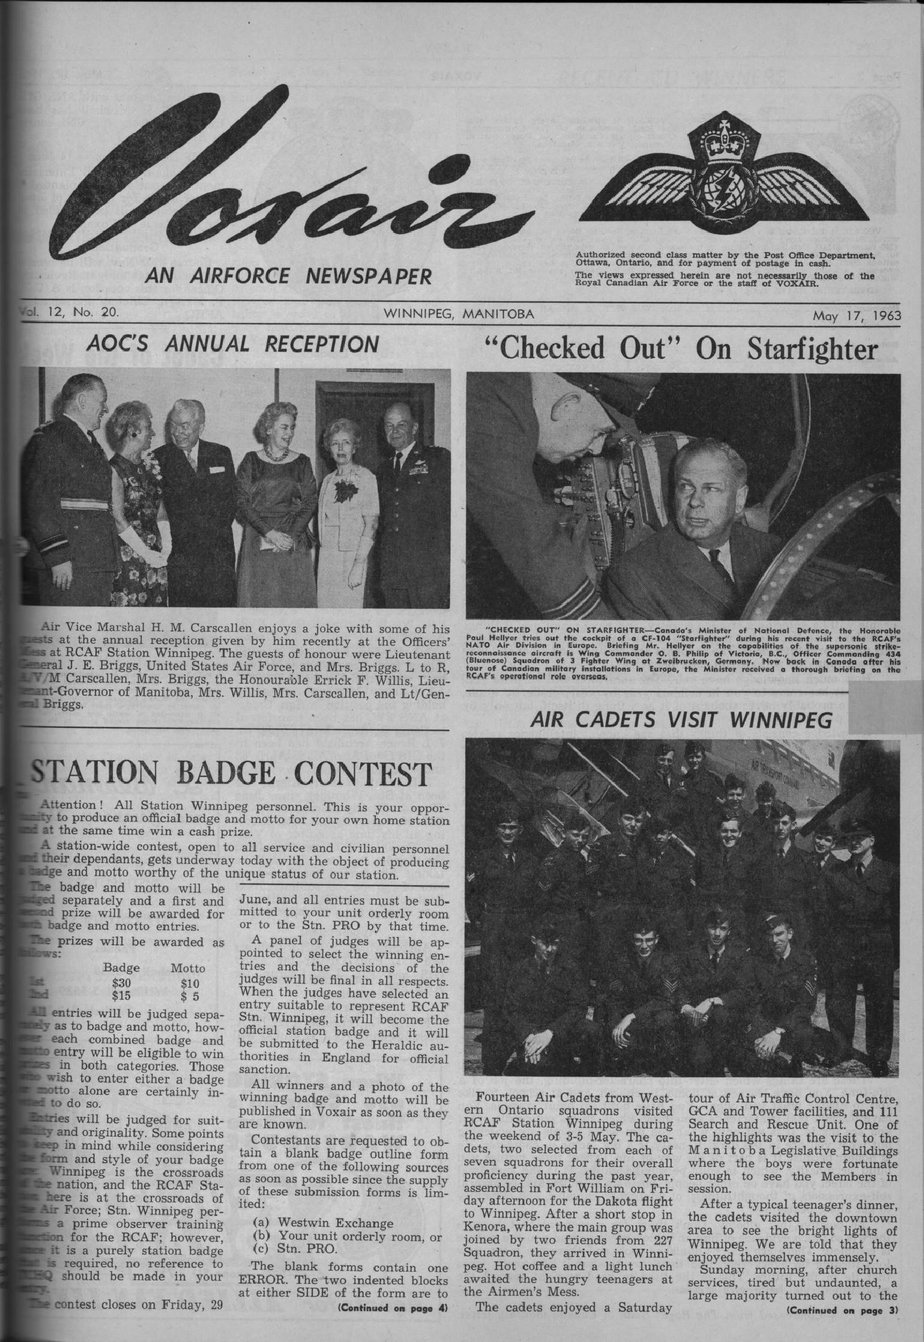 Voxair
AN AIRFORCE NEWSPAPER
Authorized second class matter by the Post Office Department,
Ottawa, Ontario, and for payment of postage in cash.
The views expressed herein are not necessarily those of the
Royal Canadian Air Force or the staff of VOXAIR.
Vol. 12, No. 20.
WINNIPEG, MANITOBA
May 17, 1963
AOC'S ANNUAL RECEPTION
Air Vice Marshal H. M. Carscallen enjoys a joke with some of his
guests at the annual reception given by him recently at the Officers'
Mess at RCAF Station Winnipeg. The guests of honour were Lieutenant
General J. E. Briggs, United States Air Force, and Mrs. Briggs. L to R,
A/V/M Carscallen, Mrs. Briggs, the Honourable Errick F. Willis, Lieu-
tenant-Governor of Manitoba, Mrs. Willis, Mrs. Carscallen, and Lt/Gen-
eral Briggs.
"Checked Out" On Starfighter
"CHECKED OUT" ON STARFIGHTER—Canada's Minister of National Defence, the Honorable
Paul Hellyer tries out the cockpit of a CF-104 "Starfighter" during his recent visit to the RCAF's
NATO Air Division in Europe. Briefing Mr. Hellyer on the capabilities of the supersonic strike-
reconnaissance aircraft is Wing Commander O. B. Philip of Victoria, B.C., Officer Commanding 434
(Bluenose) Squadron of 3 Fighter Wing at Zweibrucken, Germany. Now back in Canada after his
tour of Canadian military installations in Europe, the Minister received a thorough briefing on the
RCAF's operational role overseas.
STATION BADGE CONTEST
Attention! All Station Winnipeg personnel. This is your oppor-
tunity to produce an official badge and motto for your own home station
and at the same time win a cash prize.
A station-wide contest, open to all service and civilian personnel
and their dependants, gets underway today with the object of producing
a badge and motto worthy of the unique status of our station.
The badge and motto will be
judged separately and a first and
second prize will be awarded for
both badge and motto entries.
The prizes will be awarded as
follows:
Badge Motto
1st $30 $10
2nd $15 $ 5
All entries will be judged sepa-
rately as to badge and motto, how-
ever each combined badge and
motto entry will be eligible to win
prizes in both categories. Those
who wish to enter either a badge
or motto alone are certainly in-
vited to do so.
Entries will be judged for suit-
ability and originality. Some points
to keep in mind while considering
the form and style of your badge
Winnipeg is the crossroads
of the nation, and the RCAF Sta-
tion here is at the crossroads of
the Air Force; Stn. Winnipeg per-
forms a prime observer training
function for the RCAF; however,
since it is a purely station badge
is required, no reference to
should be made in your
entry.
The contest closes on Friday, 29
June, and all entries must be sub-
mitted to your unit orderly room
or to the Stn. PRO by that time.
A panel of judges will be ap-
pointed to select the winning en-
tries and the decisions of the
judges will be final in all respects.
When the judges have selected an
entry suitable to represent RCAF
Stn. Winnipeg, it will become the
official station badge and it will
be submitted to the Heraldic au-
thorities in England for official
sanction.
All winners and a photo of the
winning badge and motto will be
published in Voxair as soon as they
are known.
Contestants are requested to ob-
tain a blank badge outline form
from one of the following sources
as soon as possible since the supply
of these submission forms is lim-
ited:
(a) Westwin Exchange
(b) Your unit orderly room, or
(c) Stn. PRO.
The blank forms contain one
ERROR. The two indented blocks
at either SIDE of the form are to
(Continued on page 4)
AIR CADETS VISIT WINNIPEG
AIR TRANSPORT COMMAND
Fourteen Air Cadets from West-
ern Ontario squadrons visited
RCAF Station Winnipeg during
the weekend of 3-5 May. The ca-
dets, two selected from each of
seven squadrons for their overall
proficiency during the past year,
assembled in Fort William on Fri-
day afternoon for the Dakota flight
to Winnipeg. After a short stop in
Kenora, where the main group was
joined by two friends from 227
Squadron, they arrived in Winni-
peg. Hot coffee and a light lunch
awaited the hungry teenagers at
the Airmen's Mess.
The cadets enjoyed a Saturday
tour of Air Traffic Control Centre,
GCA and Tower facilities, and 111
Search and Rescue Unit. One of
the highlights was the visit to the
Manitoba Legislative Buildings
where the boys were fortunate
enough to see the Members in
session.
After a typical teenager's dinner,
the cadets visited the downtown
area to see the bright lights of
Winnipeg. We are told that they
enjoyed themselves immensely.
Sunday morning, after church
services, tired but undaunted, a
large majority turned out to the
(Continued on page 3)